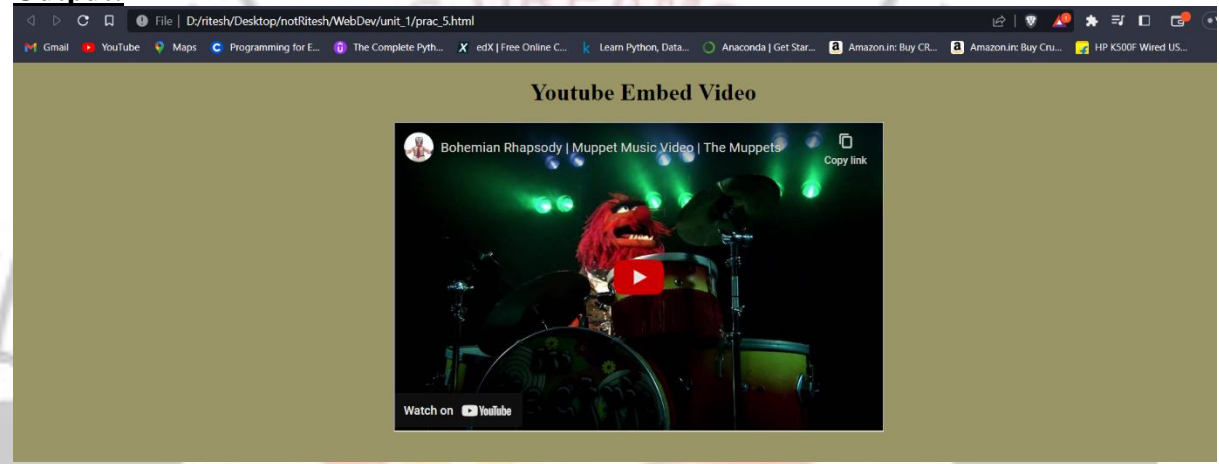 Output:
File | D:/ritesh/Desktop/notRitesh/WebDev/unit_1/prac_5.html
Gmail YouTube Maps Programming for E... The Complete Pyth... edX | Free Online C... Learn Python, Data... Anaconda | Get Star... Amazon.in: Buy CR... Amazon.in: Buy Cru... HP K500F Wired US...
Youtube Embed Video
Bohemian Rhapsody | Muppet Music Video | The Muppets
Copy link
Watch on YouTube